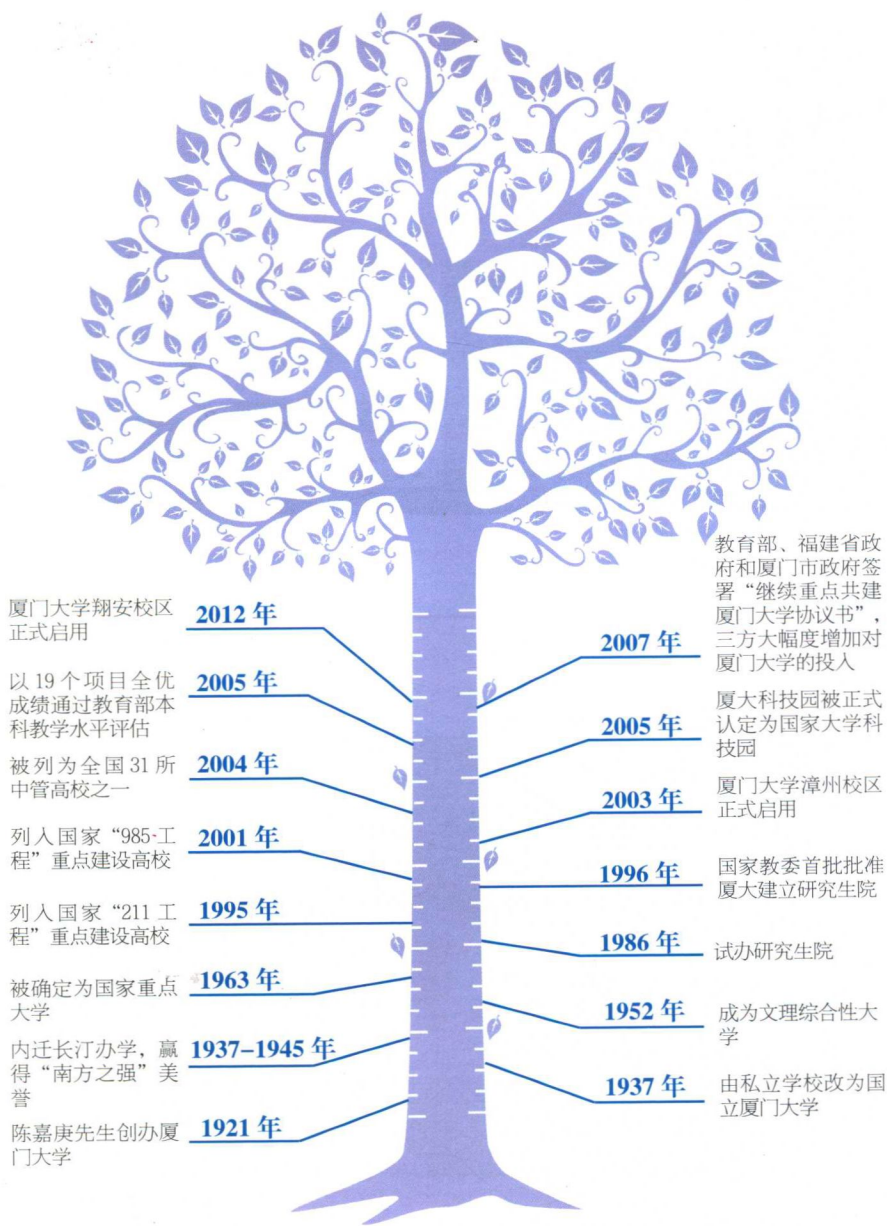 厦门大学翔安校区
正式启用
2012 年
以 19 个项目全优
成绩通过教育部本
科教学水平评估
2005 年
被列为全国 31 所
中管高校之一
2004 年
列入国家“985·工
程”重点建设高校
2001 年
列入国家“211 工
程”重点建设高校
1995 年
被确定为国家重点
大学
1963 年
内迁长汀办学，赢
得“南方之强”美
誉
1937–1945 年
陈嘉庚先生创办厦
门大学
1921 年
教育部、福建省政
府和厦门市政府签
署“继续重点共建
厦门大学协议书”，
三方大幅度增加对
厦门大学的投入
2007 年
厦大科技园被正式
认定为国家大学科
技园
2005 年
厦门大学漳州校区
正式启用
2003 年
国家教委首批批准
厦大建立研究生院
1996 年
试办研究生院
1986 年
成为文理综合性大
学
1952 年
由私立学校改为国
立厦门大学
1937 年